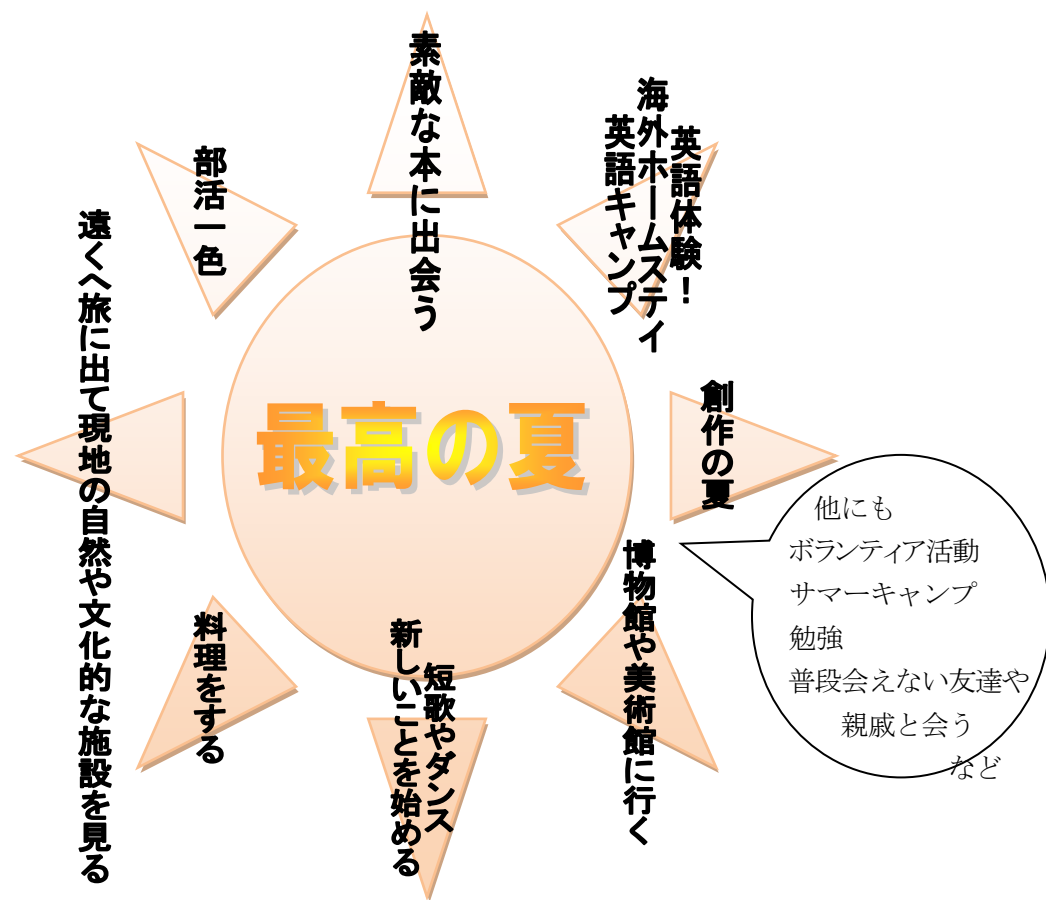 最高の夏
素敵な本に出会う
英語体験！
海外ホームステイ
英語キャンプ
創作の夏
博物館や美術館に行く
短歌やダンス
新しいことを始める
料理をする
遠くへ旅に出て現地の自然や文化的な施設を見る
部活一色
他にも
ボランティア活動
サマーキャンプ
勉強
普段会えない友達や
親戚と会う
など